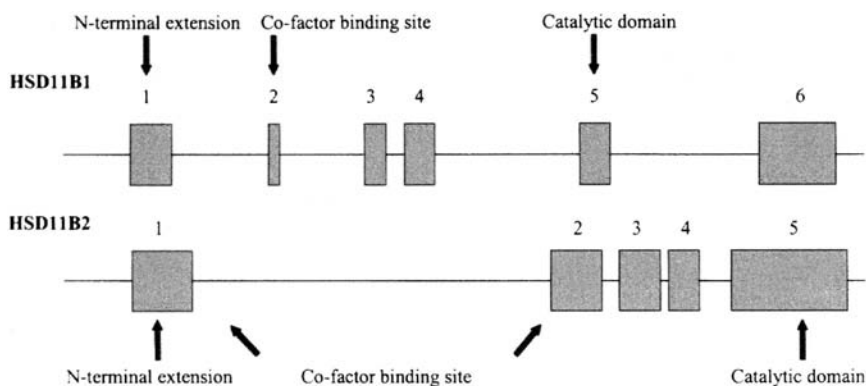 N-terminal extension Co-factor binding site Catalytic domain
HSD11B1
1 2 3 4 5 6
HSD11B2
1 2 3 4 5
N-terminal extension Co-factor binding site Catalytic domain